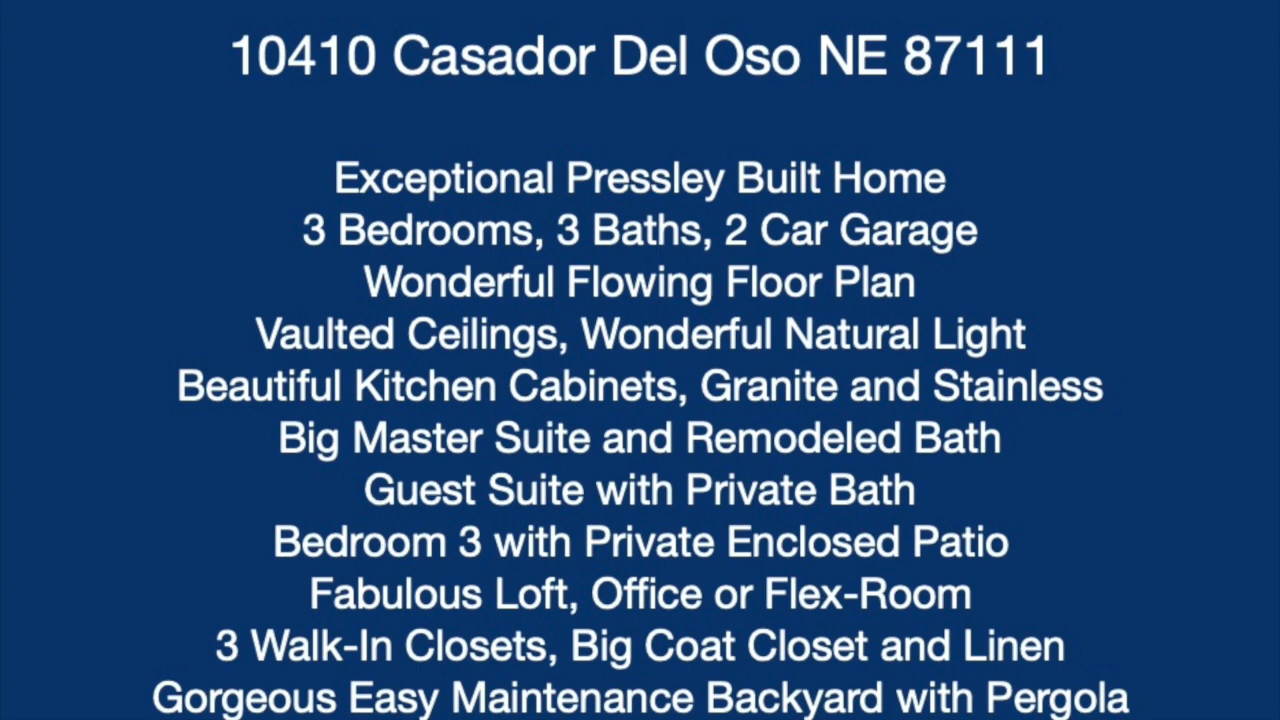 10410 Casador Del Oso NE 87111
Exceptional Pressley Built Home
3 Bedrooms, 3 Baths, 2 Car Garage
Wonderful Flowing Floor Plan
Vaulted Ceilings, Wonderful Natural Light
Beautiful Kitchen Cabinets, Granite and Stainless
Big Master Suite and Remodeled Bath
Guest Suite with Private Bath
Bedroom 3 with Private Enclosed Patio
Fabulous Loft, Office or Flex-Room
3 Walk-In Closets, Big Coat Closet and Linen
Gorgeous Easy Maintenance Backyard with Pergola